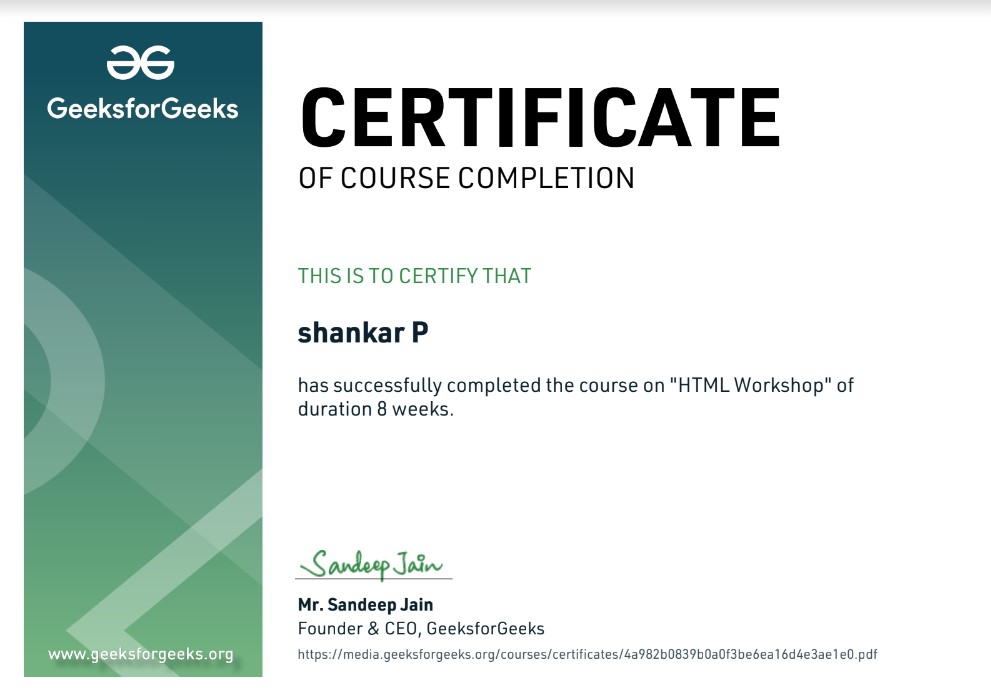 GeeksforGeeks
CERTIFICATE
OF COURSE COMPLETION
THIS IS TO CERTIFY THAT
shankar P
has successfully completed the course on "HTML Workshop" of
duration 8 weeks.
Sandeep Jain
Mr. Sandeep Jain
Founder & CEO, GeeksforGeeks
https://media.geeksforgeeks.org/courses/certificates/4a982b0839b0a0f3be6ea16d4e3ae1e0.pdf
www.geeksforgeeks.org